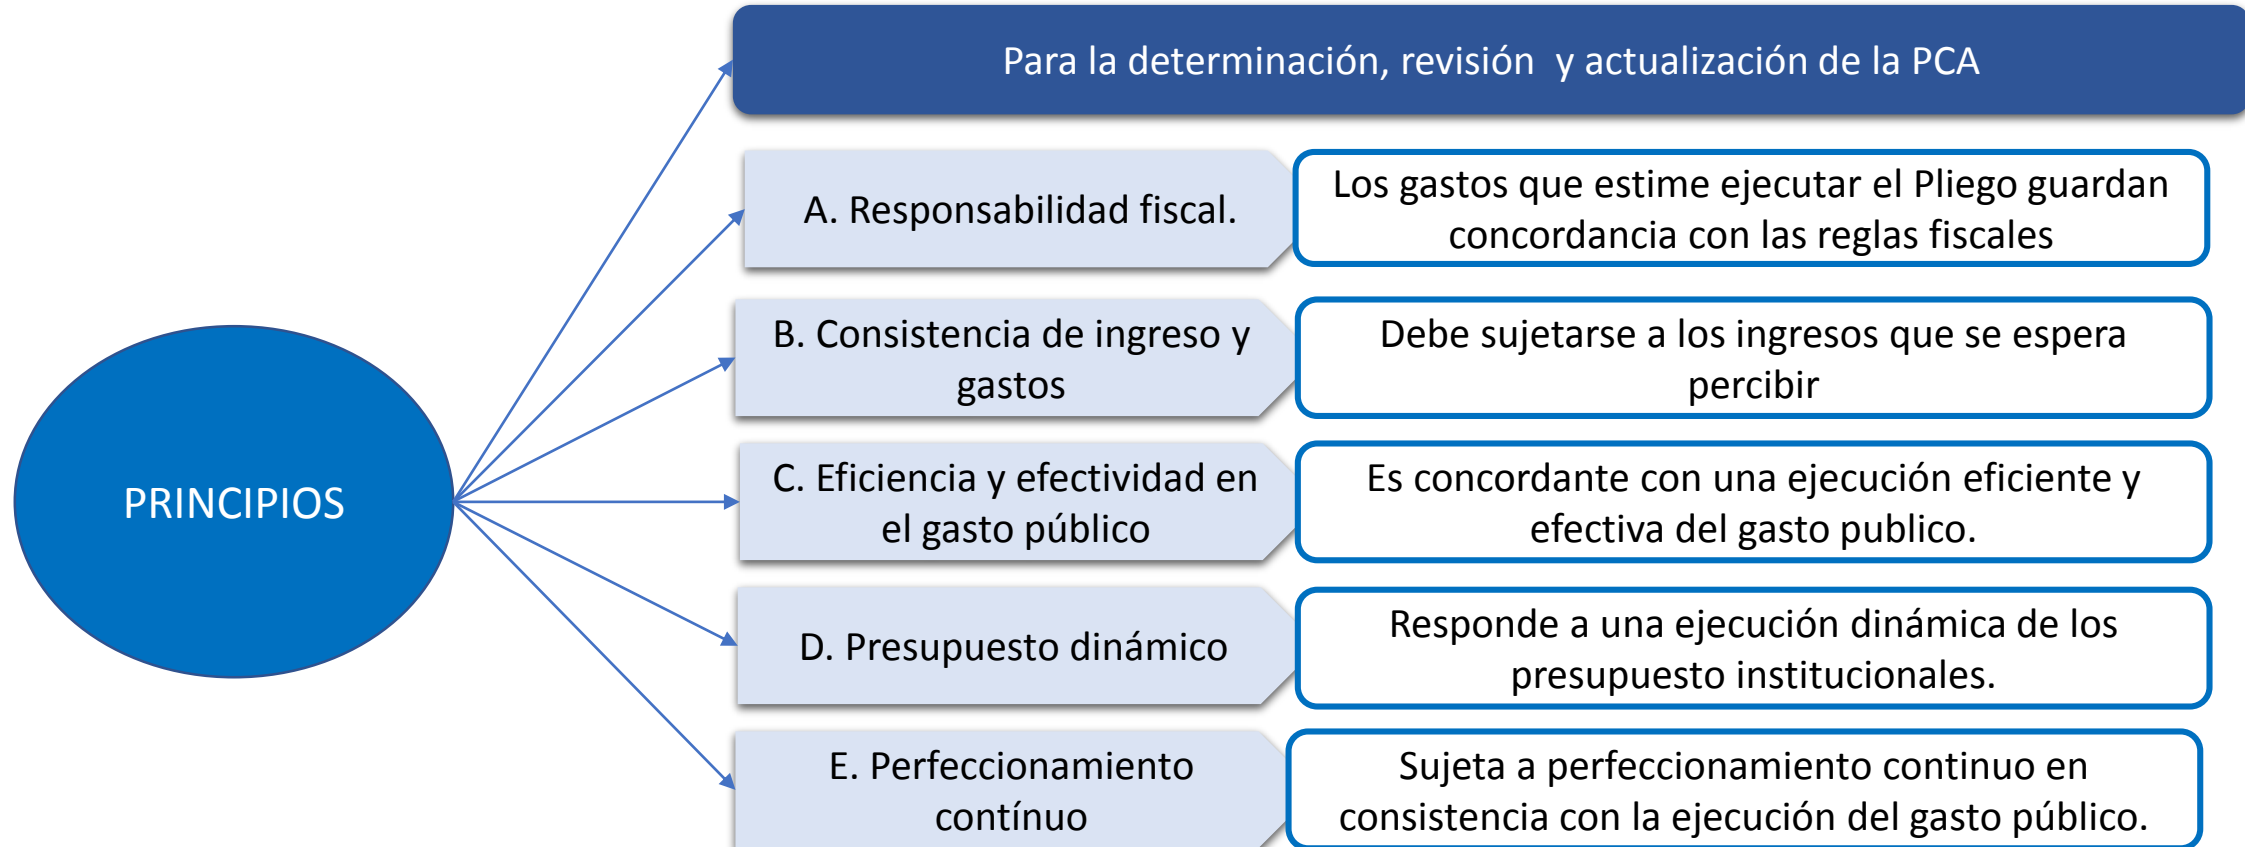 Para la determinación, revisión y actualización de la PCA
PRINCIPIOS
A. Responsabilidad fiscal.
Los gastos que estime ejecutar el Pliego guardan
concordancia con las reglas fiscales
B. Consistencia de ingreso y
gastos
Debe sujetarse a los ingresos que se espera
percibir
C. Eficiencia y efectividad en
el gasto público
Es concordante con una ejecución eficiente y
efectiva del gasto publico.
D. Presupuesto dinámico
Responde a una ejecución dinámica de los
presupuesto institucionales.
E. Perfeccionamiento
contínuo
Sujeta a perfeccionamiento continuo en
consistencia con la ejecución del gasto público.